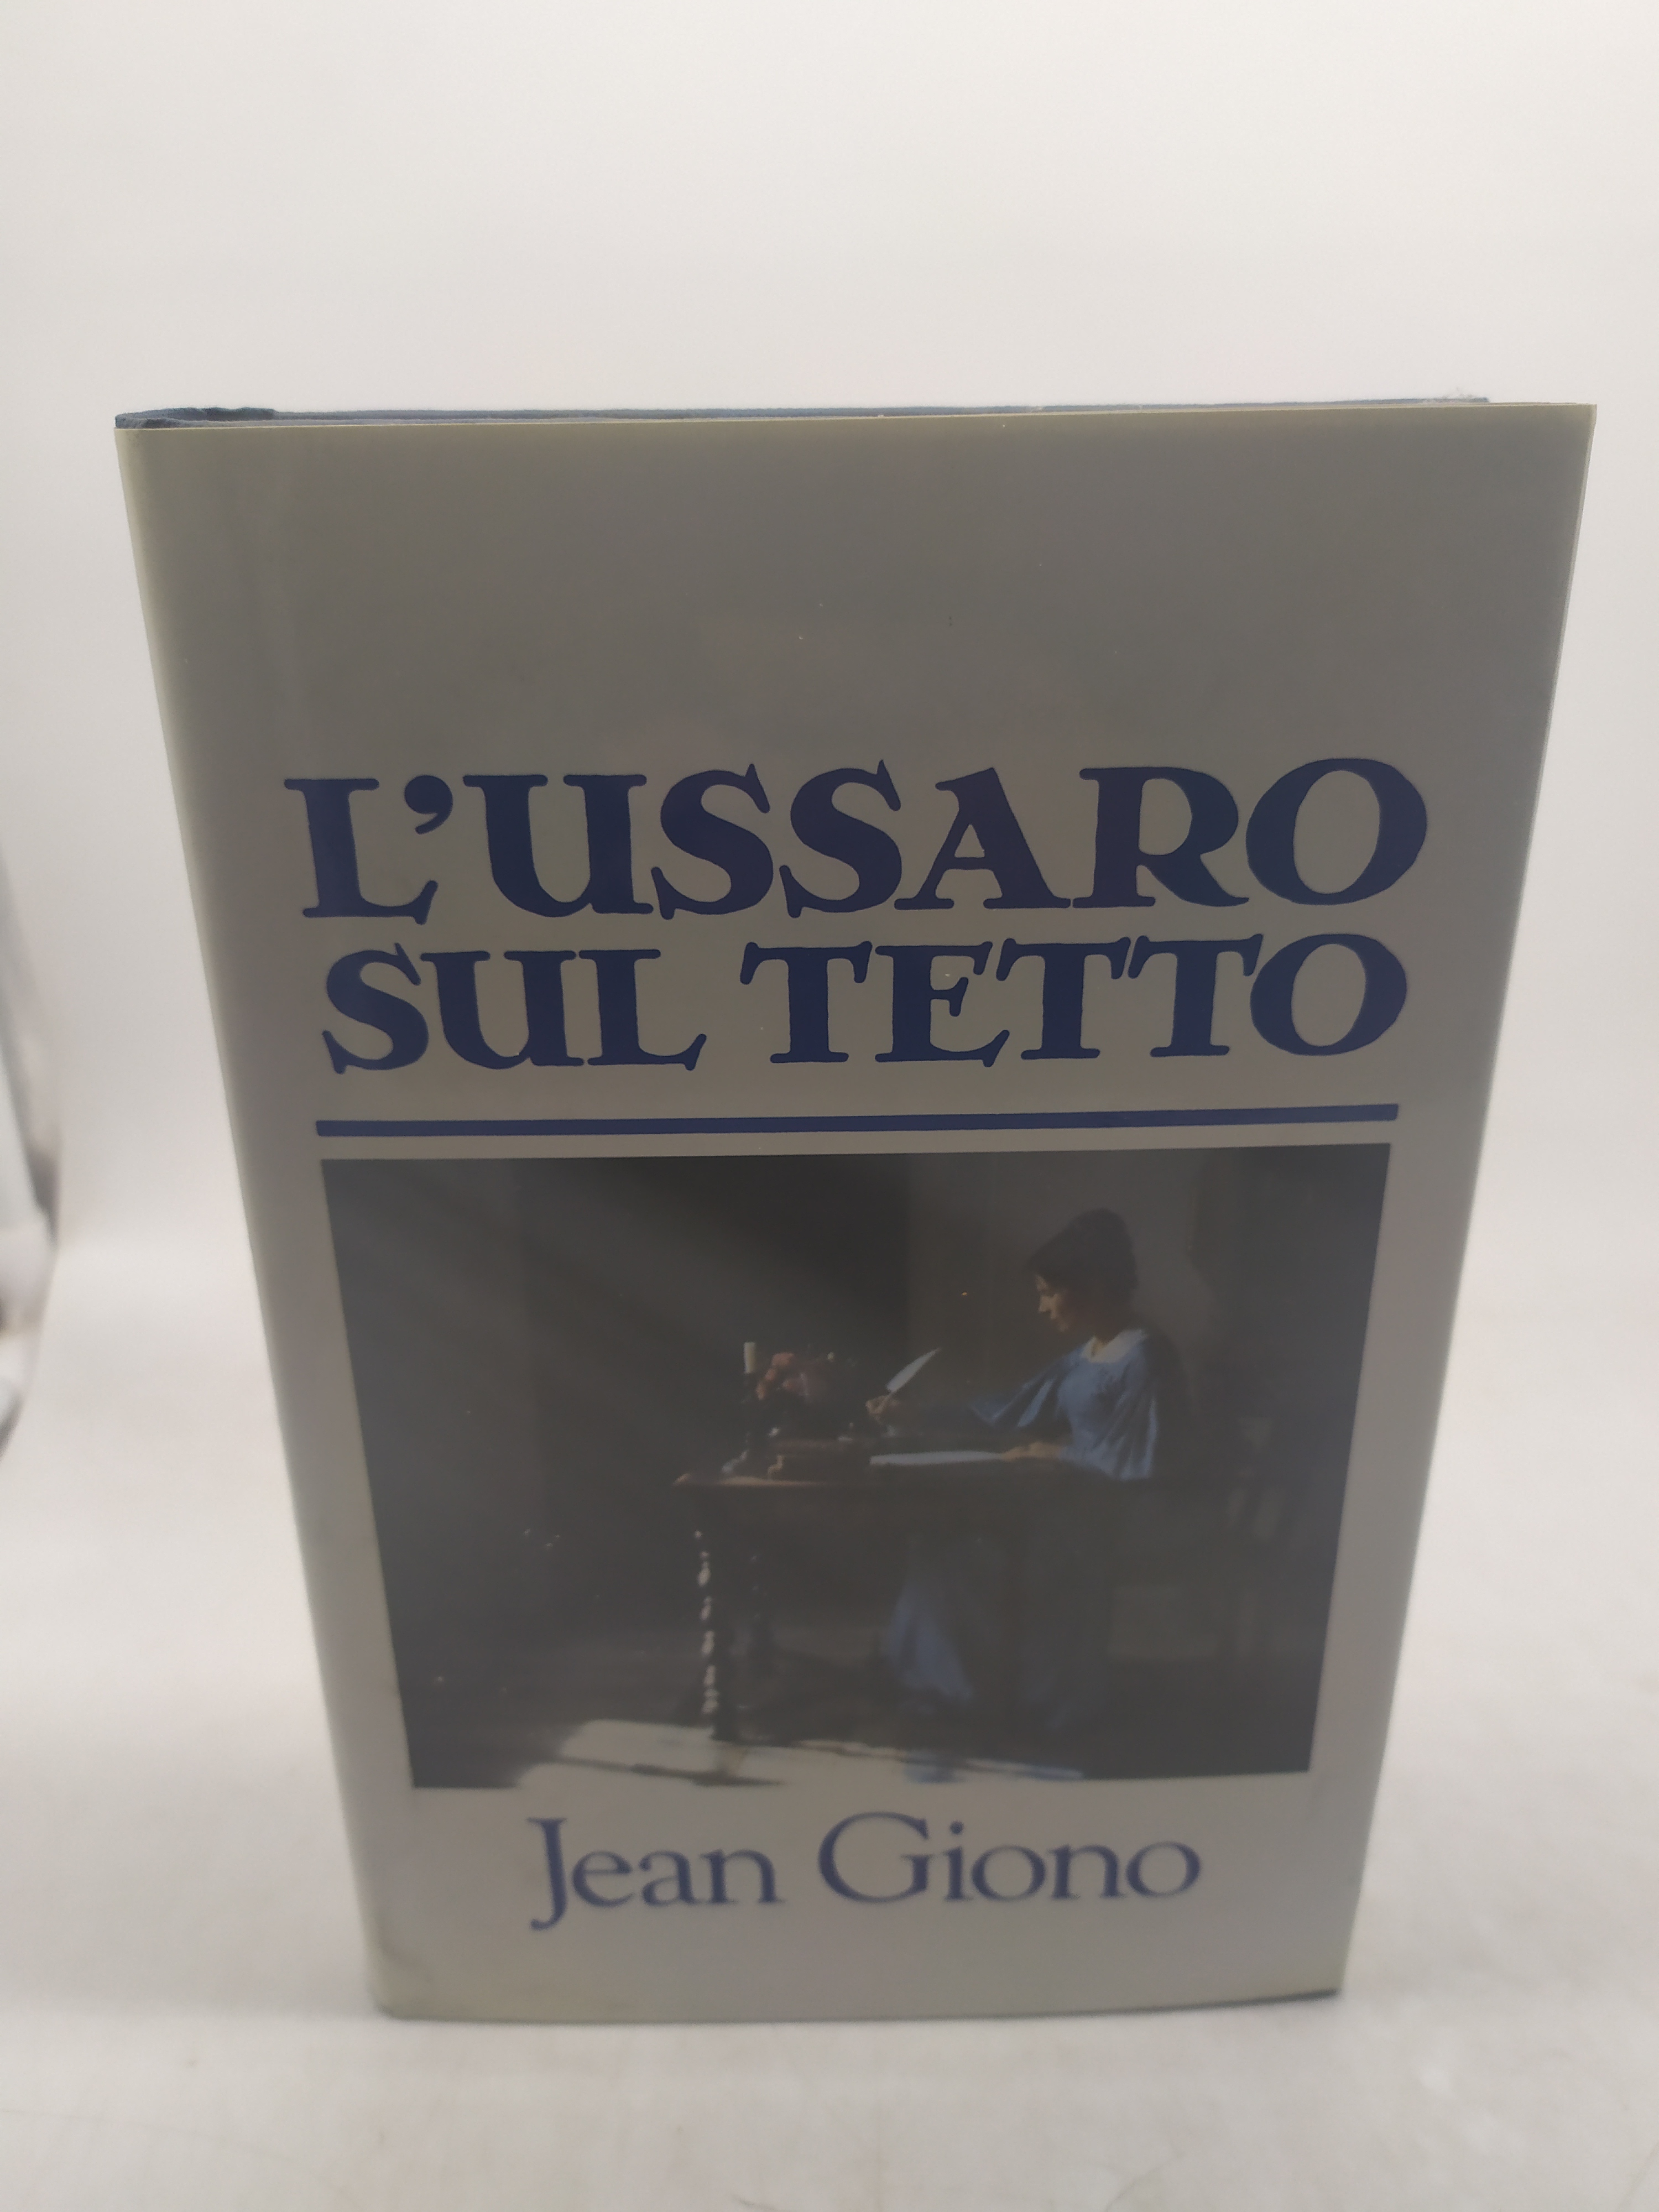 L'USSARO
SUL TETTO
Jean Giono